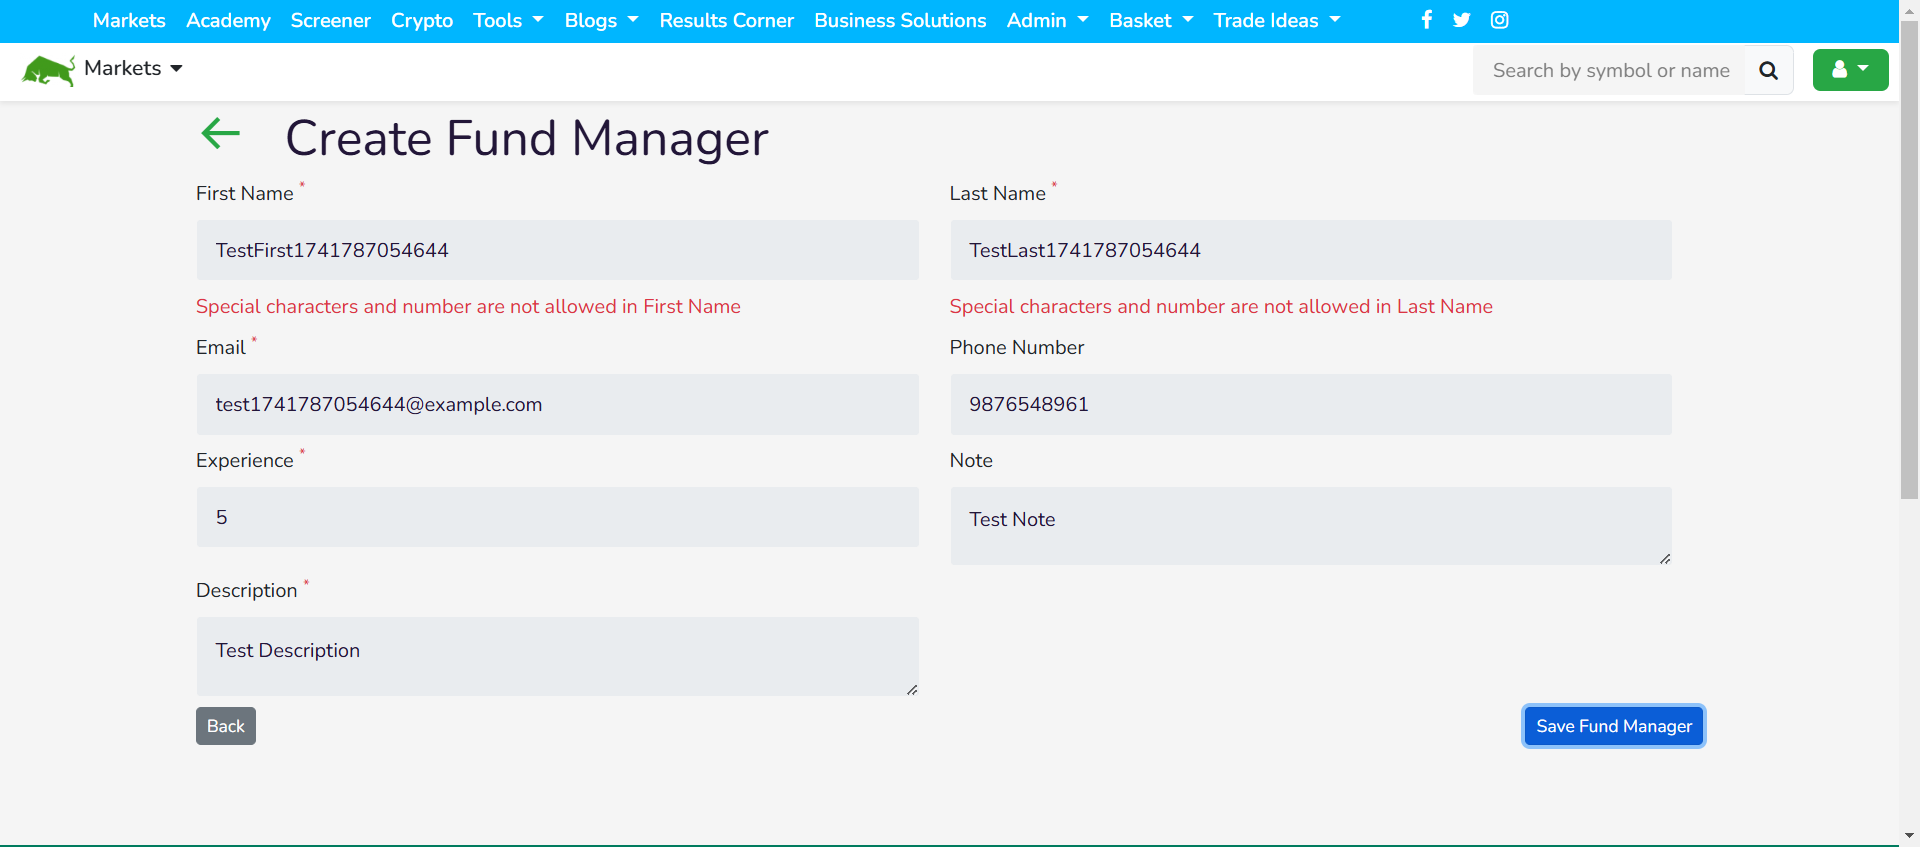 Markets Academy Screener Crypto Tools Blogs Results Corner Business Solutions Admin Basket Trade Ideas
Markets Search by symbol or name
Create Fund Manager
First Name * Last Name *
TestFirst1741787054644 TestLast1741787054644
Special characters and number are not allowed in First Name Special characters and number are not allowed in Last Name
Email * Phone Number
test1741787054644@example.com 9876548961
Experience * Note
5 Test Note
Description *
Test Description
Back Save Fund Manager